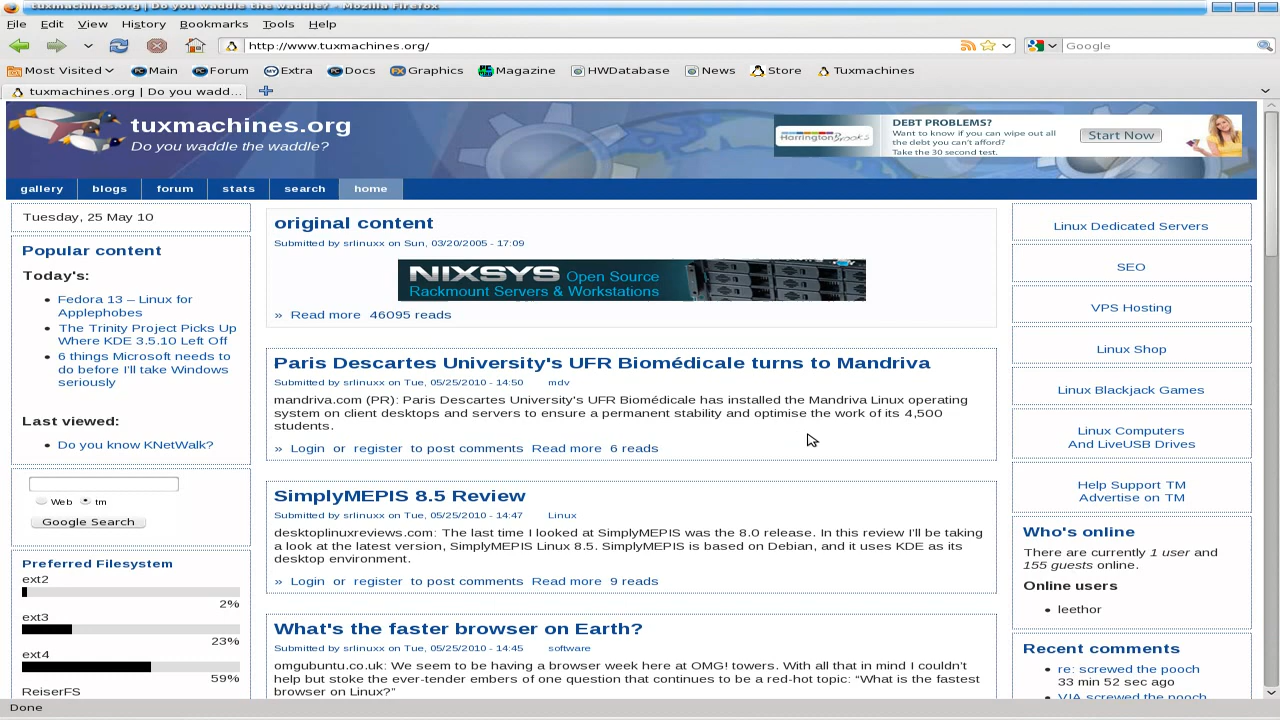 tuxmachines.org | Do you waddle the waddle? - Mozilla Firefox
File Edit View History Bookmarks Tools Help
http://www.tuxmachines.org/
Google
Most Visited Main Forum Extra Docs Graphics Magazine HWDatabase News Store Tuxmachines
tuxmachines.org | Do you wadd...
tuxmachines.org
Do you waddle the waddle?
HarringtonBrooks
DEBT PROBLEMS?
Want to know if you can wipe out all
the debt you can't afford?
Take the 30 second test.
Start Now
gallery blogs forum stats search home
Tuesday, 25 May 10
Popular content
Today's:
Fedora 13 – Linux for
Applephobes
The Trinity Project Picks Up
Where KDE 3.5.10 Left Off
6 things Microsoft needs to
do before I'll take Windows
seriously
Last viewed:
Do you know KNetWalk?
Web tm
Google Search
Preferred Filesystem
ext2
2%
ext3
23%
ext4
59%
ReiserFS
original content
Submitted by srlinuxx on Sun, 03/20/2005 - 17:09
NIXSYS Open Source
Rackmount Servers & Workstations
» Read more 46095 reads
Paris Descartes University's UFR Biomédicale turns to Mandriva
Submitted by srlinuxx on Tue, 05/25/2010 - 14:50 mdv
mandriva.com (PR): Paris Descartes University's UFR Biomédicale has installed the Mandriva Linux operating
system on client desktops and servers to ensure a permanent stability and optimise the work of its 4,500
students.
» Login or register to post comments Read more 6 reads
SimplyMEPIS 8.5 Review
Submitted by srlinuxx on Tue, 05/25/2010 - 14:47 Linux
desktoplinuxreviews.com: The last time I looked at SimplyMEPIS was the 8.0 release. In this review I'll be taking
a look at the latest version, SimplyMEPIS Linux 8.5. SimplyMEPIS is based on Debian, and it uses KDE as its
desktop environment.
» Login or register to post comments Read more 9 reads
What's the faster browser on Earth?
Submitted by srlinuxx on Tue, 05/25/2010 - 14:45 software
omgubuntu.co.uk: We seem to be having a browser week here at OMG! towers. With all that in mind I couldn't
help but stoke the ever-tender embers of one question that continues to be a red-hot topic: “What is the fastest
browser on Linux?”
Linux Dedicated Servers
SEO
VPS Hosting
Linux Shop
Linux Blackjack Games
Linux Computers
And LiveUSB Drives
Help Support TM
Advertise on TM
Who's online
There are currently 1 user and
155 guests online.
Online users
leethor
Recent comments
re: screwed the pooch
33 min 52 sec ago
VIA screwed the pooch
Done